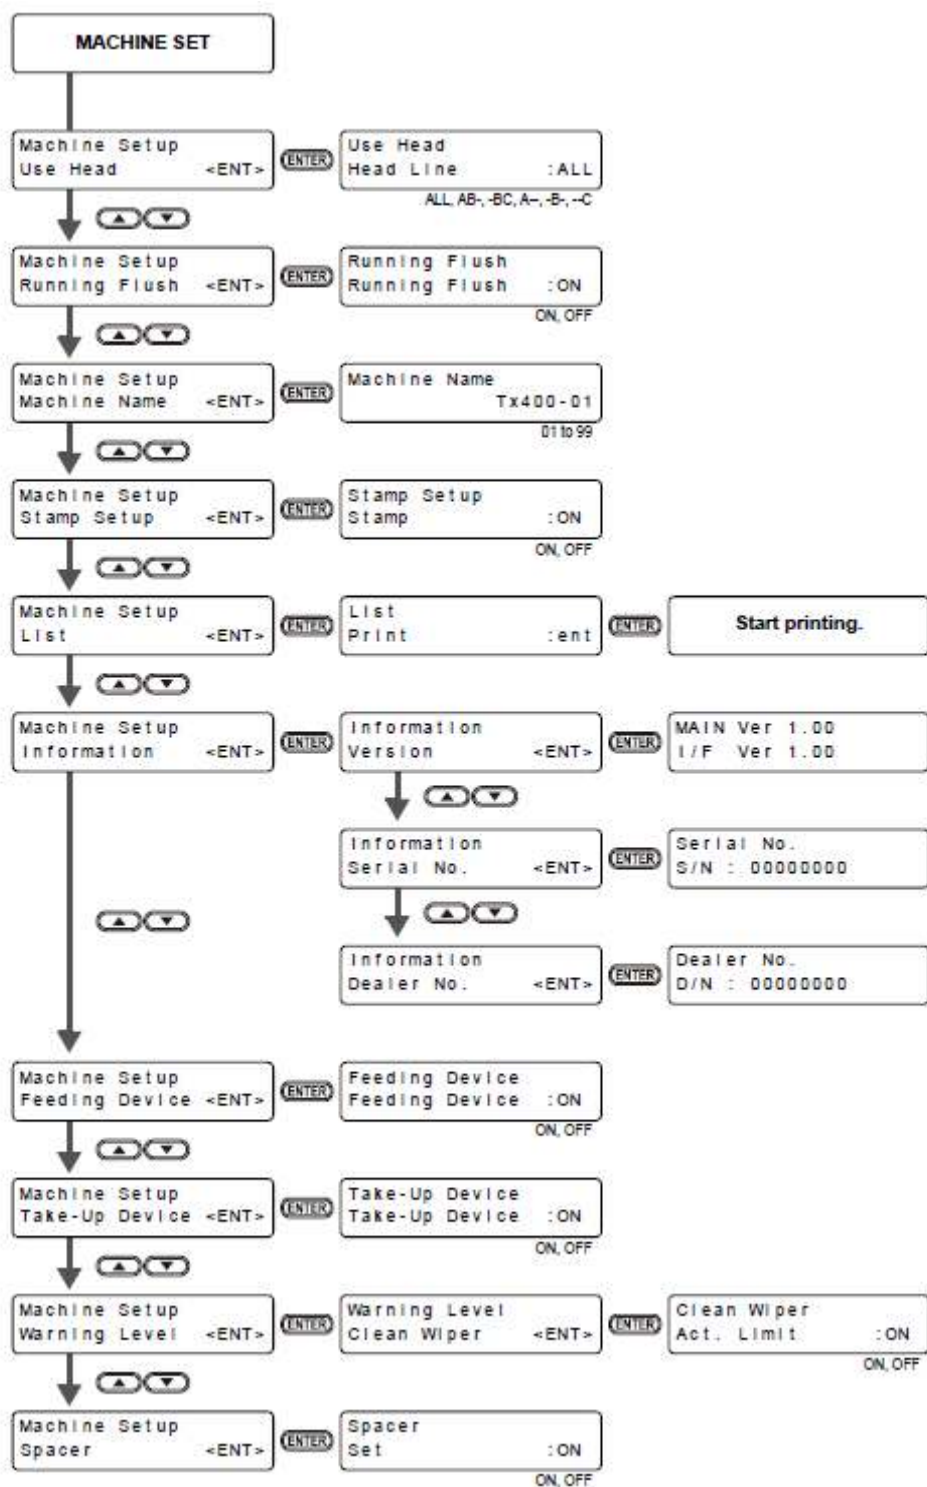 MACHINE SET
Machine Setup
Use Head <ENT>
ENTER
Use Head
Head Line :ALL
ALL, AB-, -BC, A--, -B-, --C
Machine Setup
Running Flush <ENT>
ENTER
Running Flush
Running Flush :ON
ON, OFF
Machine Setup
Machine Name <ENT>
ENTER
Machine Name
Tx400-01
01 to 99
Machine Setup
Stamp Setup <ENT>
ENTER
Stamp Setup
Stamp :ON
ON, OFF
Machine Setup
List <ENT>
ENTER
List
Print :ent
ENTER
Start printing.
Machine Setup
Information <ENT>
ENTER
Information
Version <ENT>
ENTER
MAIN Ver 1.00
I/F Ver 1.00
Information
Serial No. <ENT>
ENTER
Serial No.
S/N : 00000000
Information
Dealer No. <ENT>
ENTER
Dealer No.
D/N : 00000000
Machine Setup
Feeding Device <ENT>
ENTER
Feeding Device
Feeding Device :ON
ON, OFF
Machine Setup
Take-Up Device <ENT>
ENTER
Take-Up Device
Take-Up Device :ON
ON, OFF
Machine Setup
Warning Level <ENT>
ENTER
Warning Level
Clean Wiper <ENT>
ENTER
Clean Wiper
Act. Limit :ON
ON, OFF
Machine Setup
Spacer <ENT>
ENTER
Spacer
Set :ON
ON, OFF